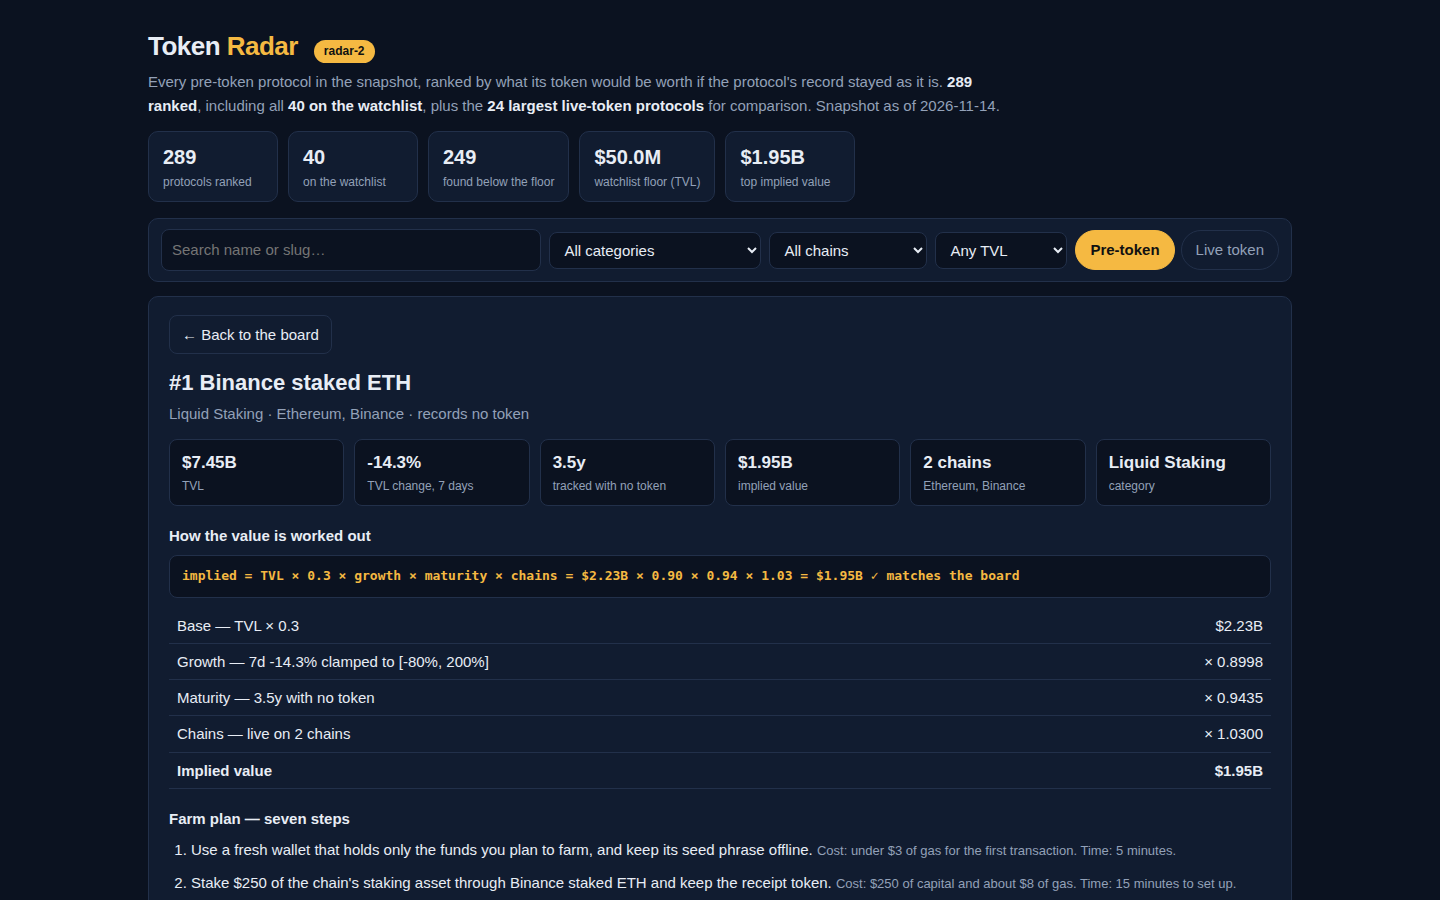 Token Radar radar-2
Every pre-token protocol in the snapshot, ranked by what its token would be worth if the protocol's record stayed as it is. 289
ranked, including all 40 on the watchlist, plus the 24 largest live-token protocols for comparison. Snapshot as of 2026-11-14.
289
protocols ranked
40
on the watchlist
249
found below the floor
$50.0M
watchlist floor (TVL)
$1.95B
top implied value
Search name or slug…
All categories
All chains
Any TVL
Pre-token
Live token
← Back to the board
#1 Binance staked ETH
Liquid Staking · Ethereum, Binance · records no token
$7.45B
TVL
-14.3%
TVL change, 7 days
3.5y
tracked with no token
$1.95B
implied value
2 chains
Ethereum, Binance
Liquid Staking
category
How the value is worked out
implied = TVL × 0.3 × growth × maturity × chains = $2.23B × 0.90 × 0.94 × 1.03 = $1.95B ✓ matches the board
Base — TVL × 0.3 $2.23B
Growth — 7d -14.3% clamped to [-80%, 200%] × 0.8998
Maturity — 3.5y with no token × 0.9435
Chains — live on 2 chains × 1.0300
Implied value $1.95B
Farm plan — seven steps
1. Use a fresh wallet that holds only the funds you plan to farm, and keep its seed phrase offline. Cost: under $3 of gas for the first transaction. Time: 5 minutes.
2. Stake $250 of the chain's staking asset through Binance staked ETH and keep the receipt token. Cost: $250 of capital and about $8 of gas. Time: 15 minutes to set up.